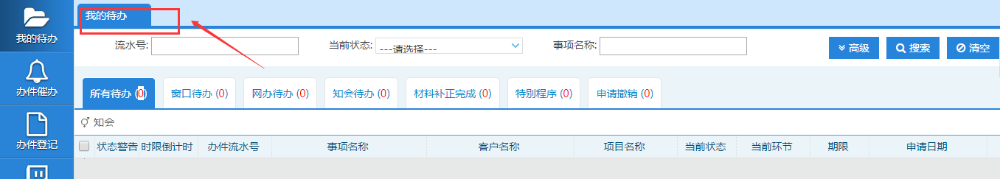 我的待办
我的待办
办件催办
办件登记
流水号:
当前状态: ---请选择---
事项名称:
高级
搜索
清空
所有待办 (0)
窗口待办 (0)
网办待办 (0)
知会待办 (0)
材料补正完成 (0)
特别程序 (0)
申请撤销 (0)
知会
状态警告
时限倒计时
办件流水号
事项名称
客户名称
项目名称
当前状态
当前环节
期限
申请日期